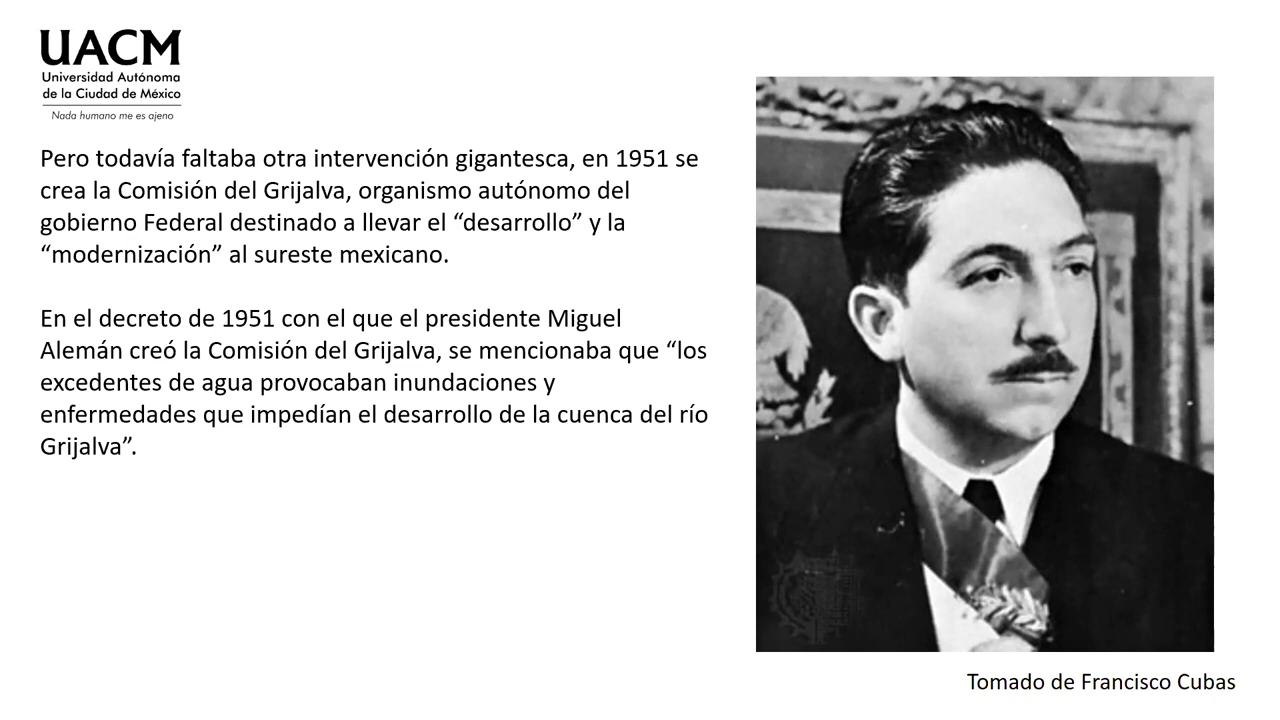 UACM
Universidad Autónoma
de la Ciudad de México
Nada humano me es ajeno
Pero todavía faltaba otra intervención gigantesca, en 1951 se
crea la Comisión del Grijalva, organismo autónomo del
gobierno Federal destinado a llevar el “desarrollo” y la
“modernización” al sureste mexicano.
En el decreto de 1951 con el que el presidente Miguel
Alemán creó la Comisión del Grijalva, se mencionaba que “los
excedentes de agua provocaban inundaciones y
enfermedades que impedían el desarrollo de la cuenca del río
Grijalva”.
Tomado de Francisco Cubas